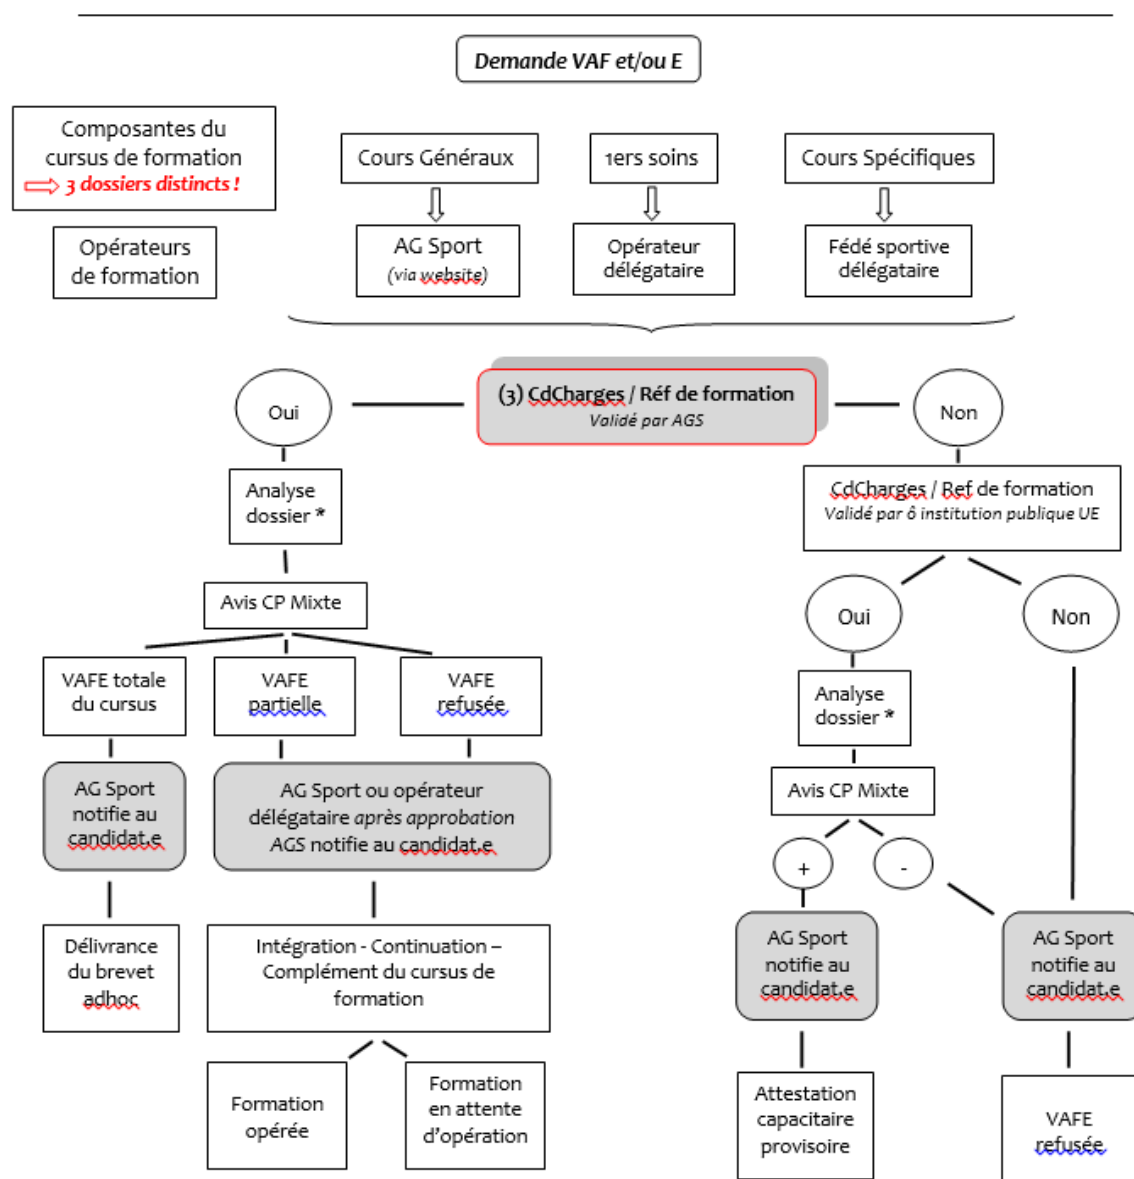 Demande VAF et/ou E
Composantes du
cursus de formation
3 dossiers distincts !
Cours Généraux
1ers soins
Cours Spécifiques
Opérateurs
de formation
AG Sport
(via website)
Opérateur
délégataire
Fédé sportive
délégataire
Oui
(3) CdCharges / Réf de formation
Validé par AGS
Non
Analyse
dossier *
CdCharges / Ref de formation
Validé par ô institution publique UE
Avis CP Mixte
Oui
Non
VAFE totale
du cursus
VAFE
partielle
VAFE
refusée
Analyse
dossier *
AG Sport
notifie au
candidat.e
AG Sport ou opérateur
délégataire après approbation
AGS notifie au candidat.e
Avis CP Mixte
+
-
Délivrance
du brevet
adhoc
Intégration - Continuation –
Complément du cursus de
formation
AG Sport
notifie au
candidat.e
AG Sport
notifie au
candidat.e
Formation
opérée
Formation
en attente
d'opération
Attestation
capacitaire
provisoire
VAFE
refusée